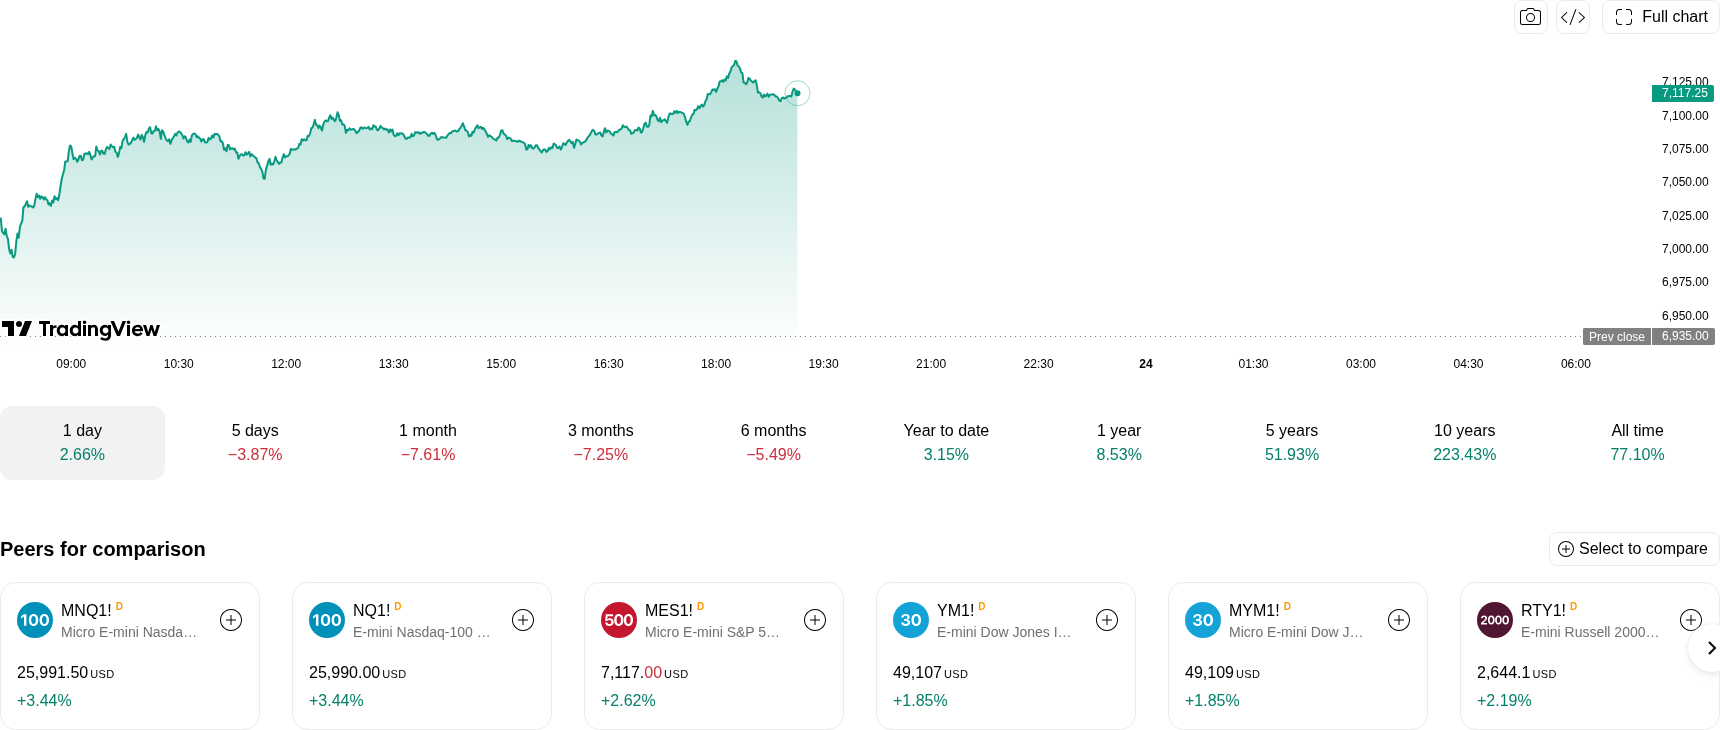 Full chart
7,125.00
7,117.25
7,100.00
7,075.00
7,050.00
7,025.00
7,000.00
6,975.00
6,950.00
TradingView
Prev close 6,935.00
09:00 10:30 12:00 13:30 15:00 16:30 18:00 19:30 21:00 22:30 24 01:30 03:00 04:30 06:00
1 day 5 days 1 month 3 months 6 months Year to date 1 year 5 years 10 years All time
2.66% −3.87% −7.61% −7.25% −5.49% 3.15% 8.53% 51.93% 223.43% 77.10%
Peers for comparison
Select to compare
100 MNQ1! D
Micro E-mini Nasda…
25,991.50 USD
+3.44%
100 NQ1! D
E-mini Nasdaq-100 …
25,990.00 USD
+3.44%
500 MES1! D
Micro E-mini S&P 5…
7,117.00 USD
+2.62%
30 YM1! D
E-mini Dow Jones I…
49,107 USD
+1.85%
30 MYM1! D
Micro E-mini Dow J…
49,109 USD
+1.85%
2000 RTY1! D
E-mini Russell 2000…
2,644.1 USD
+2.19%